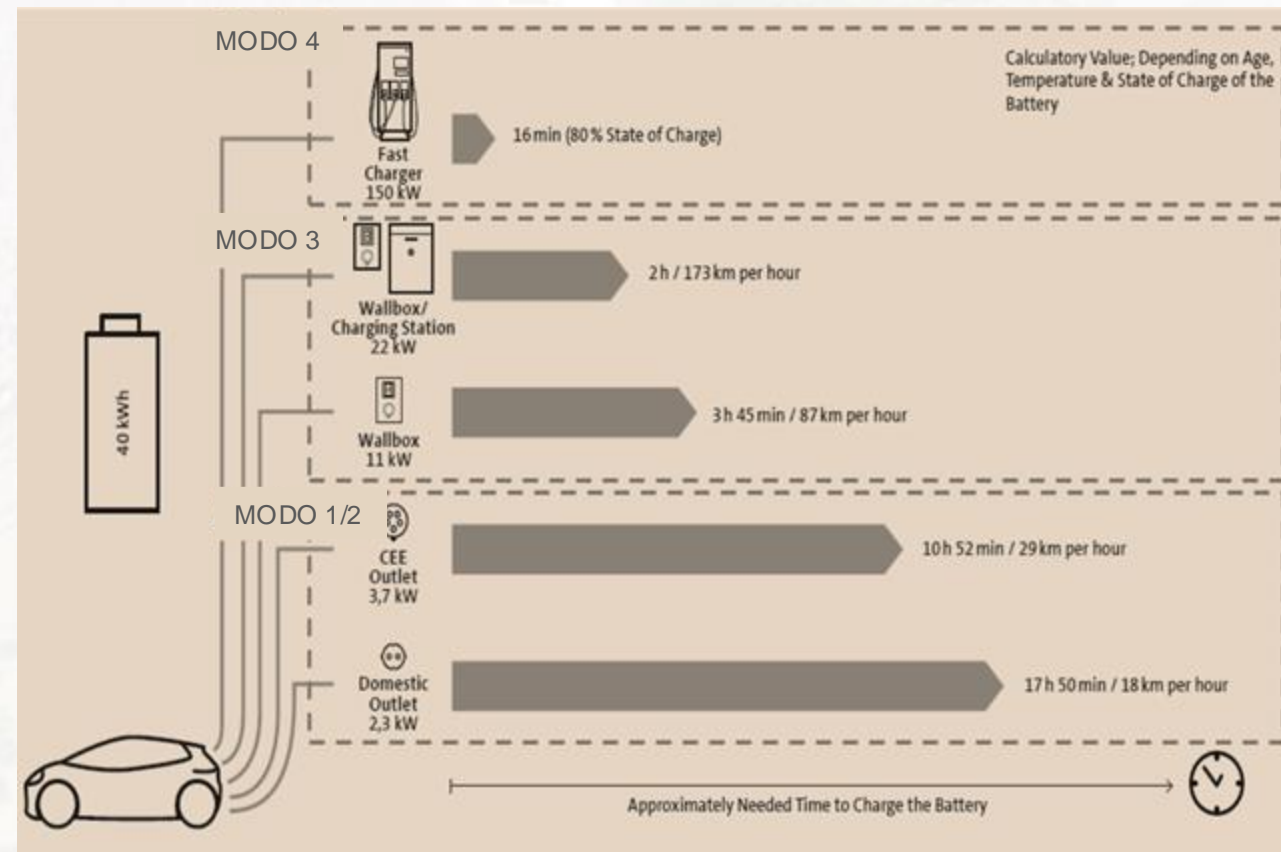 MODO 4
Calculatory Value; Depending on Age,
Temperature & State of Charge of the
Battery
16 min (80 % State of Charge)
Fast
Charger
150 kW
MODO 3
2 h / 173 km per hour
Wallbox/
Charging Station
22 kW
40 kWh
3 h 45 min / 87 km per hour
Wallbox
11 kW
MODO 1/2
10 h 52 min / 29 km per hour
CEE
Outlet
3,7 kW
17 h 50 min / 18 km per hour
Domestic
Outlet
2,3 kW
Approximately Needed Time to Charge the Battery